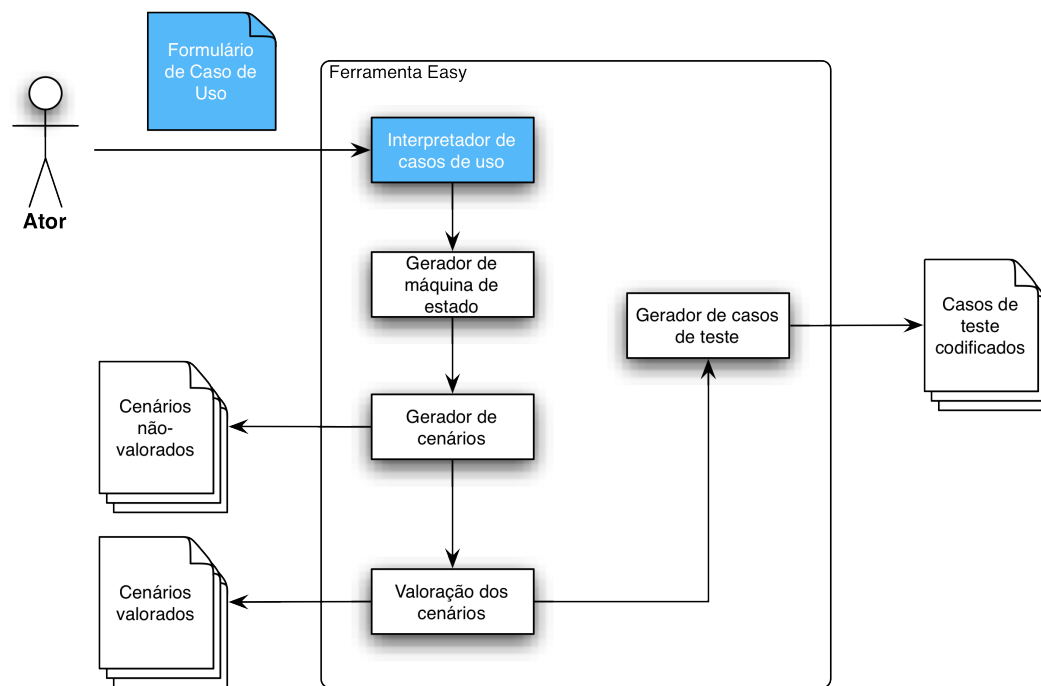 Formulário
de Caso de
Uso
Ferramenta Easy
Interpretador de
casos de uso
Ator
Gerador de
máquina de
estado
Gerador de casos
de teste
Casos de
teste
codificados
Cenários
não-
valorados
Gerador de
cenários
Cenários
valorados
Valoração dos
cenários